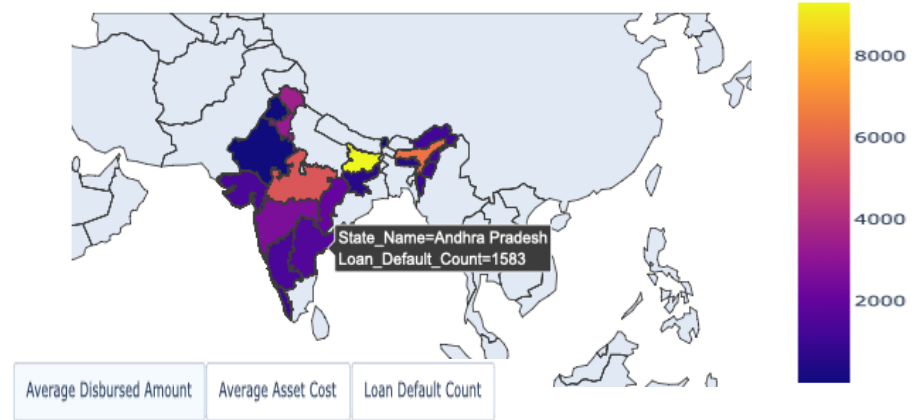 8000
6000
4000
2000
State_Name=Andhra Pradesh
Loan_Default_Count=1583
Average Disbursed Amount
Average Asset Cost
Loan Default Count